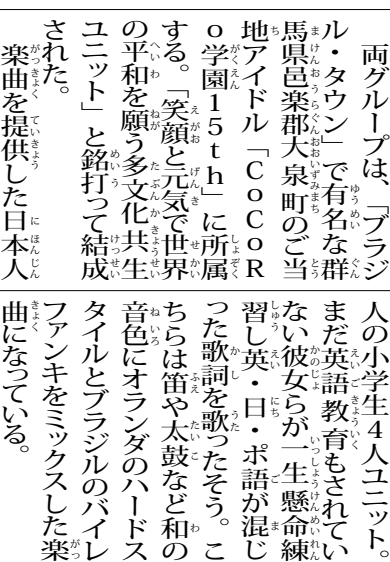 両グループは、「ブラジ
ル・タウン」で有名な群
馬県邑楽郡大泉町のご当
地アイドル「CoCoR
o学園15th」に所属
する。「笑顔と元気で世界
の平和を願う多文化共生
ユニット」と銘打って結成
された。
楽曲を提供した日本人
人の小学生4人ユニット。
まだ英語教育もされてい
ない彼女らが一生懸命練
習し英・日・ポ語が混じ
った歌詞を歌ったそう。こ
ちらは笛や太鼓など和の
音色にオランダのハードス
タイルとブラジルのバイレ
ファンキをミックスした楽
曲になっている。